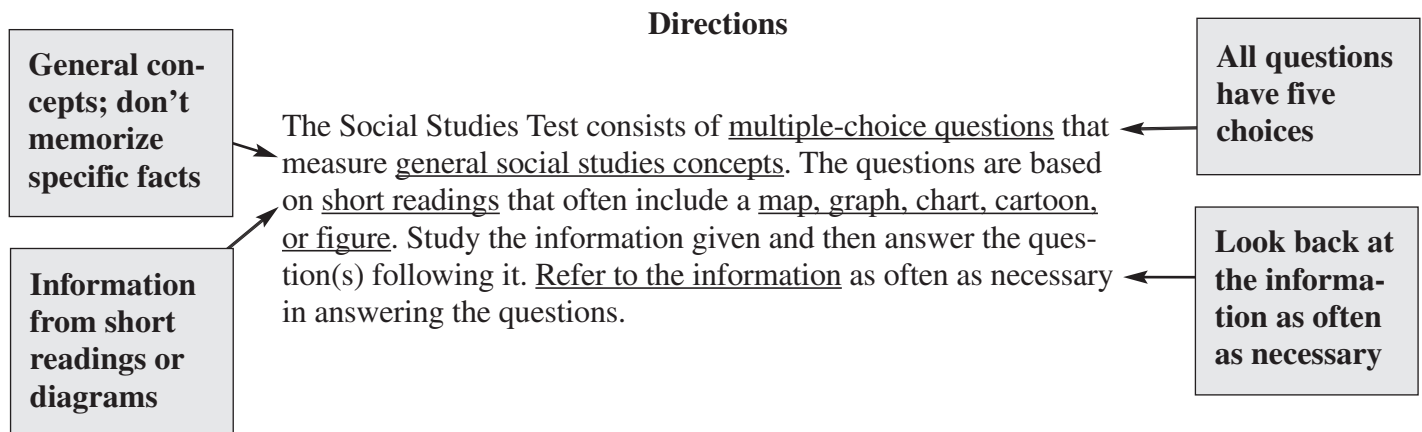 Directions
General con-
cepts; don't
memorize
specific facts
Information
from short
readings or
diagrams
The Social Studies Test consists of multiple-choice questions that
measure general social studies concepts. The questions are based
on short readings that often include a map, graph, chart, cartoon,
or figure. Study the information given and then answer the ques-
tion(s) following it. Refer to the information as often as necessary
in answering the questions.
All questions
have five
choices
Look back at
the informa-
tion as often
as necessary